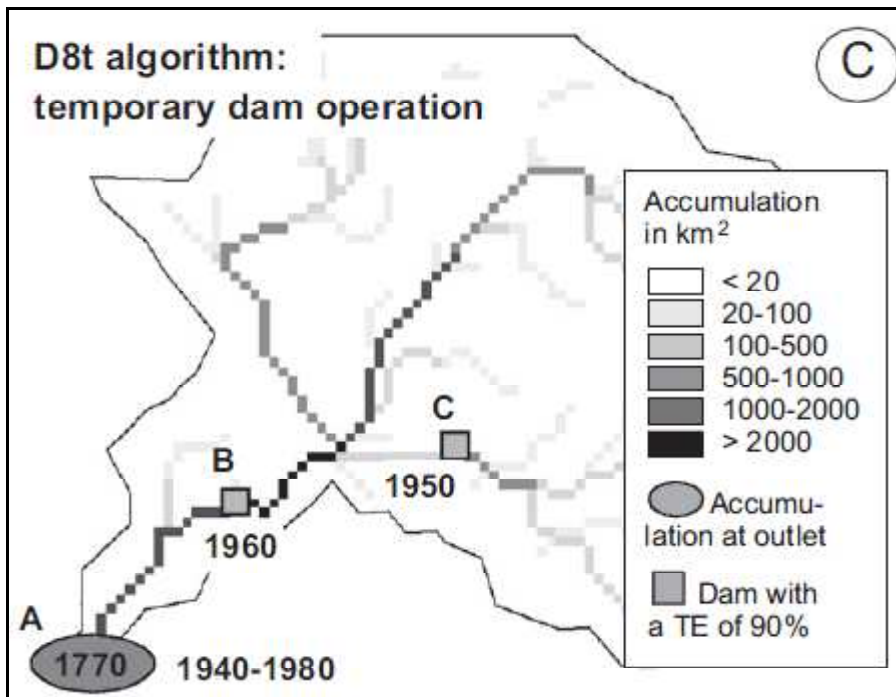 D8t algorithm:
temporary dam operation
C
Accumulation
in km²
< 20
20-100
100-500
500-1000
1000-2000
> 2000
Accumu-
lation at outlet
Dam with
a TE of 90%
C
1950
B
1960
A
1770
1940-1980